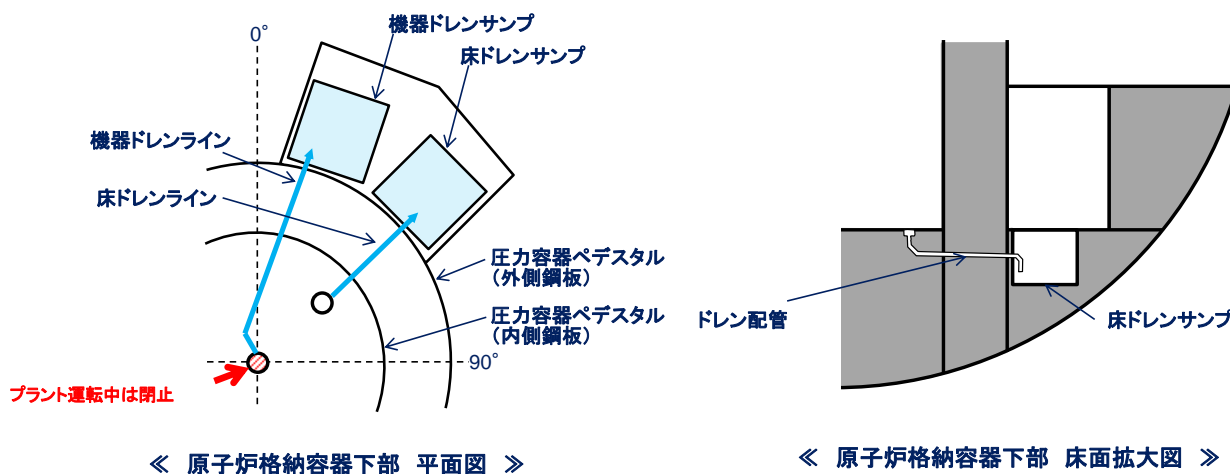 機器ドレンサンプ
0°
床ドレンサンプ
機器ドレンライン
床ドレンライン
圧力容器ペデスタル
（外側鋼板）
圧力容器ペデスタル
（内側鋼板）
90°
プラント運転中は閉止
≪ 原子炉格納容器下部 平面図 ≫
ドレン配管
床ドレンサンプ
≪ 原子炉格納容器下部 床面拡大図 ≫